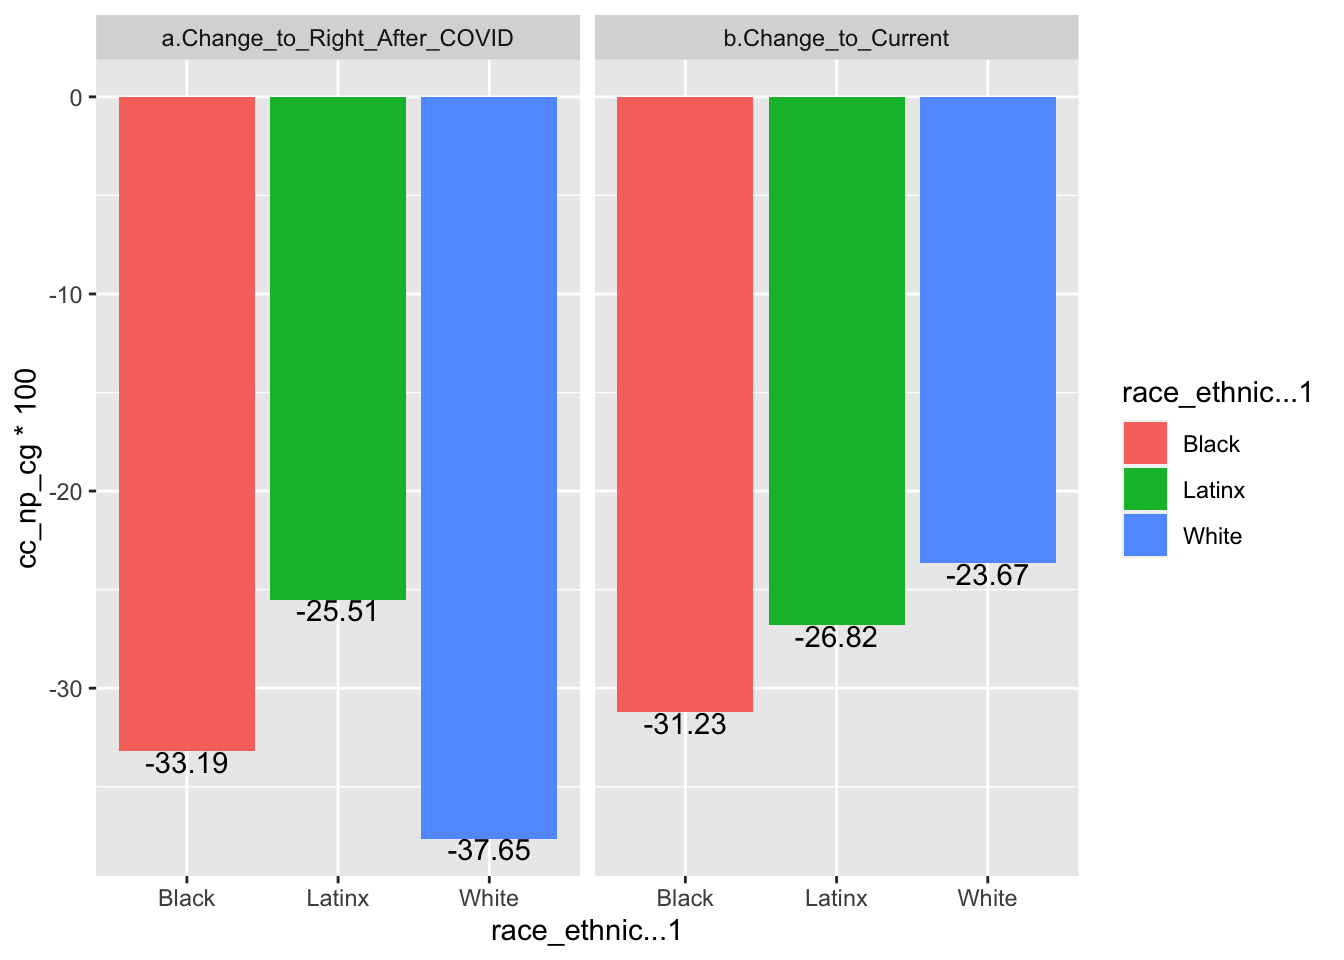 a.Change_to_Right_After_COVID
b.Change_to_Current
0
-10
-20
-30
cc_np_cg * 100
-33.19
-25.51
-37.65
-31.23
-26.82
-23.67
Black
Latinx
White
Black
Latinx
White
race_ethnic...1
race_ethnic...1
Black
Latinx
White